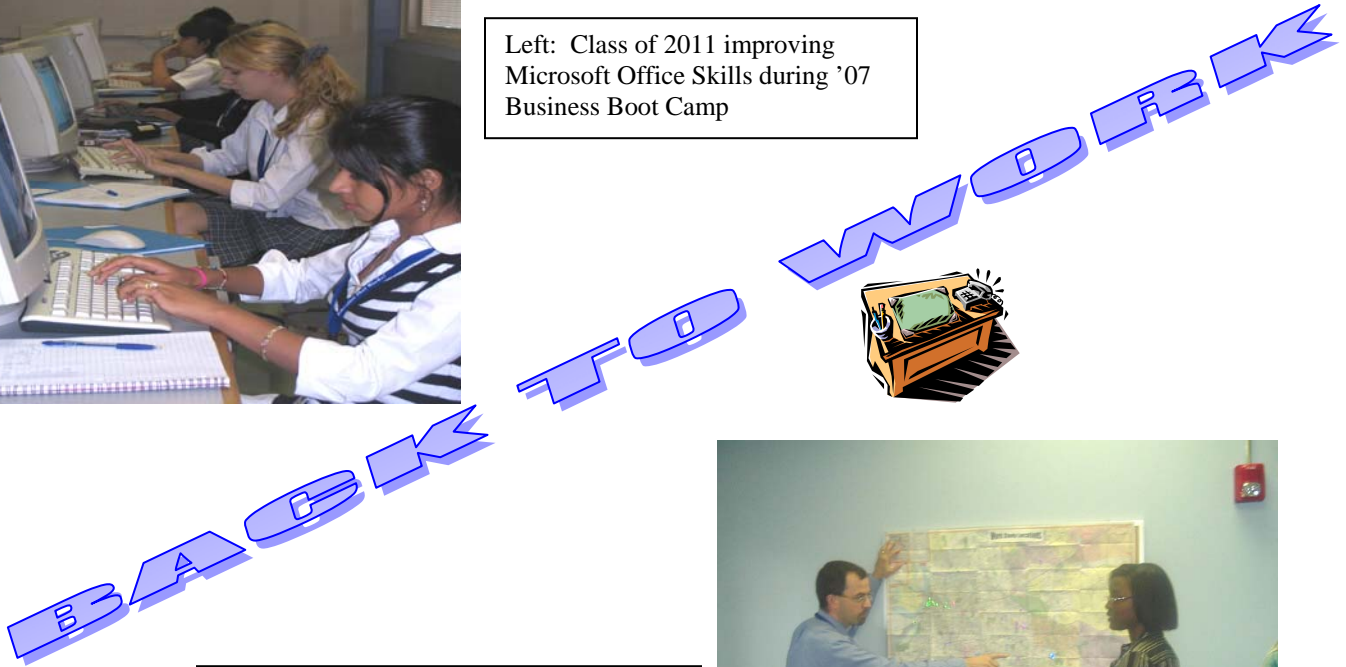 Left: Class of 2011 improving
Microsoft Office Skills during ’07
Business Boot Camp
BACK TO WORK